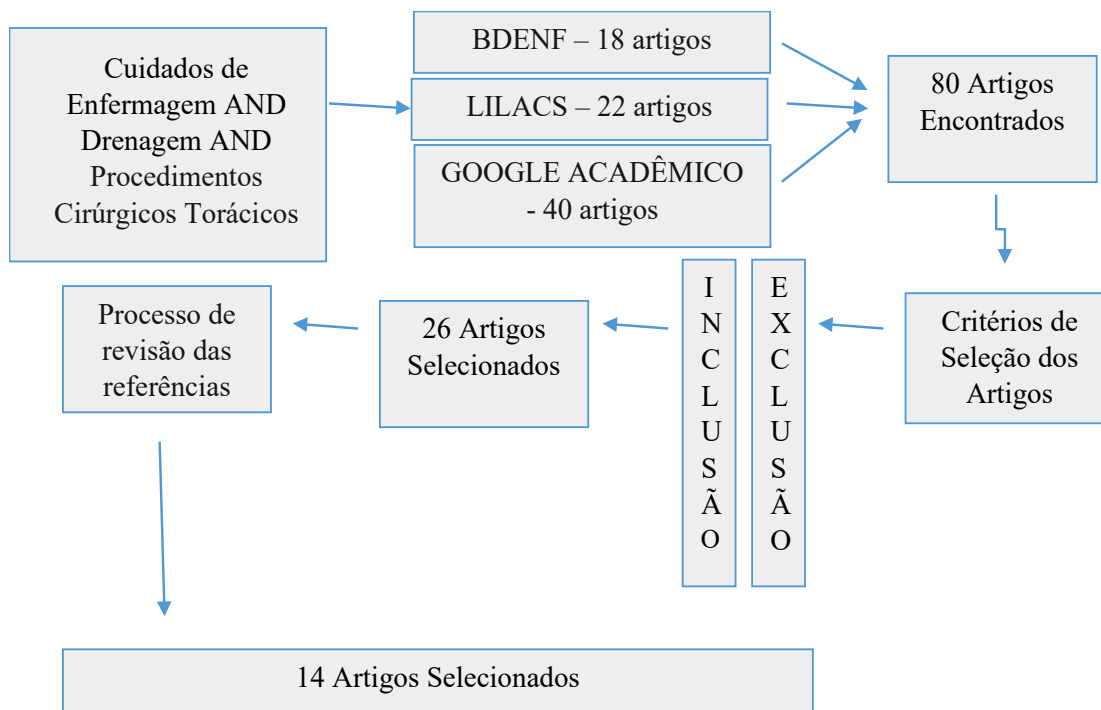 Cuidados de
Enfermagem AND
Drenagem AND
Procedimentos
Cirúrgicos Torácicos
BDENF – 18 artigos
LILACS – 22 artigos
GOOGLE ACADÊMICO
- 40 artigos
80 Artigos
Encontrados
Critérios de
Seleção dos
Artigos
E
X
C
L
U
S
Ã
O
I
N
C
L
U
S
Ã
O
26 Artigos
Selecionados
Processo de
revisão das
referências
14 Artigos Selecionados